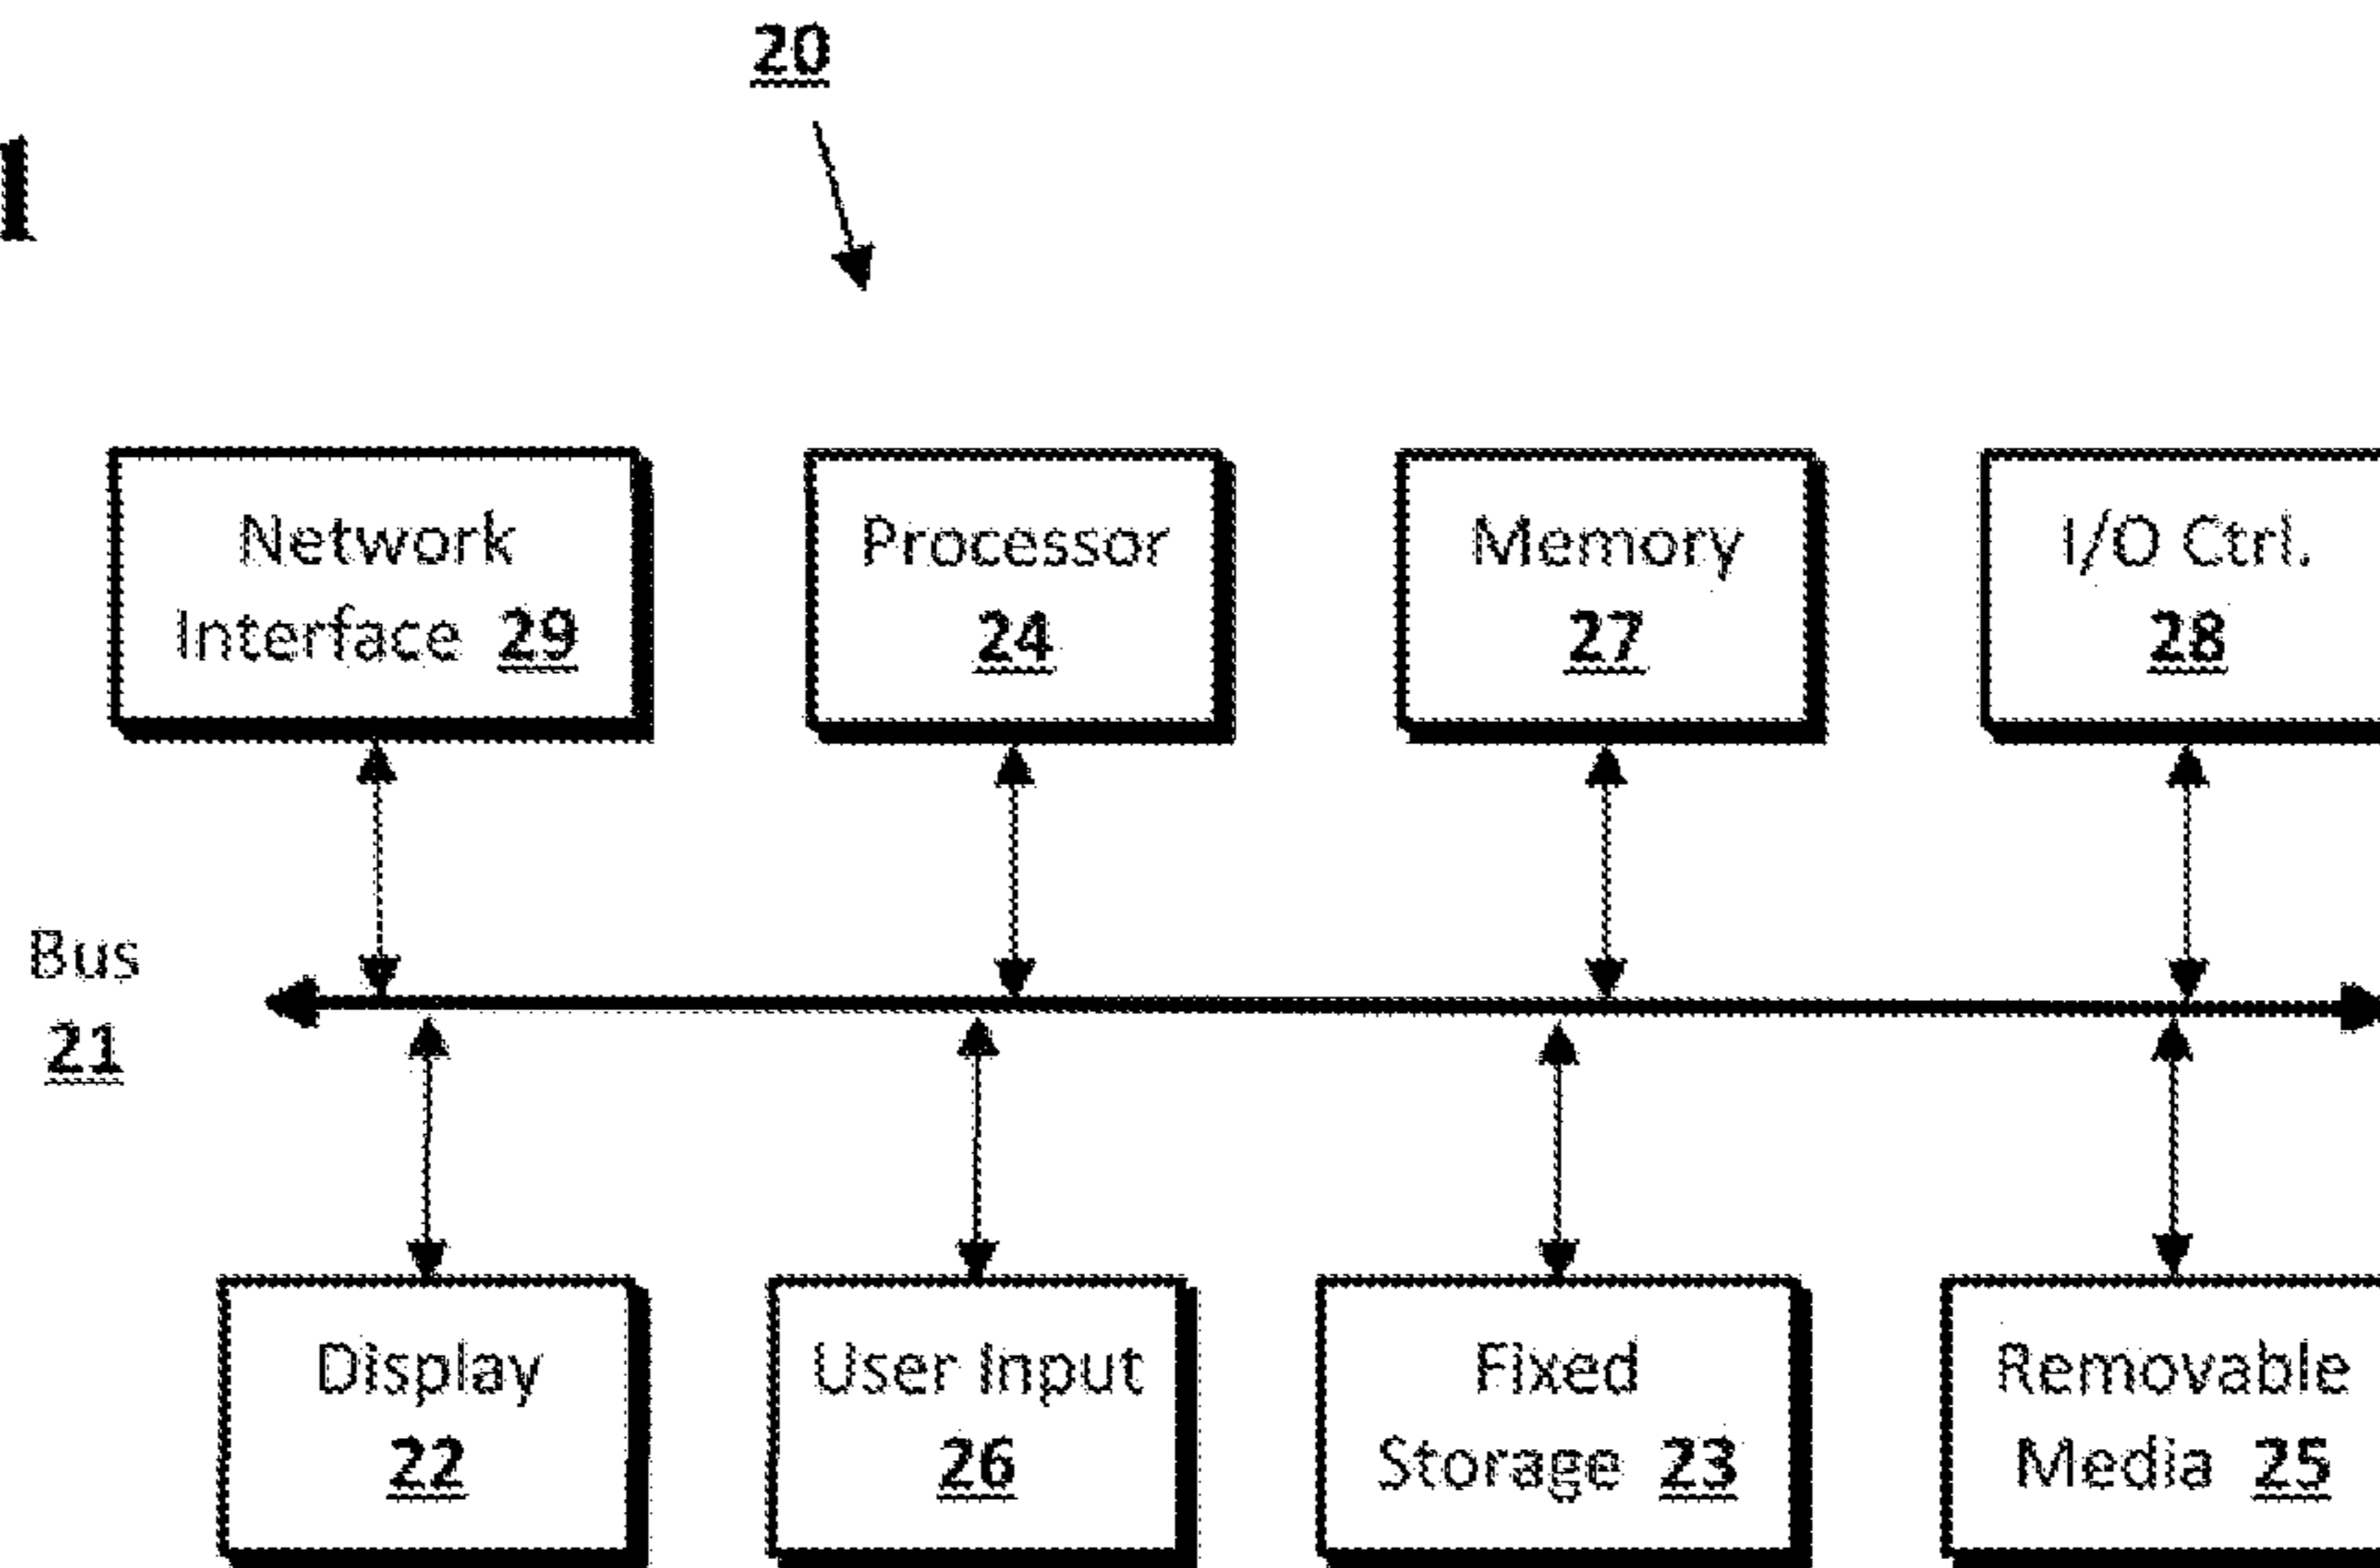 20
1
Network
Interface 29
Processor
24
Memory
27
I/O Ctrl.
28
Bus
21
Display
22
User Input
26
Fixed
Storage 23
Removable
Media 25